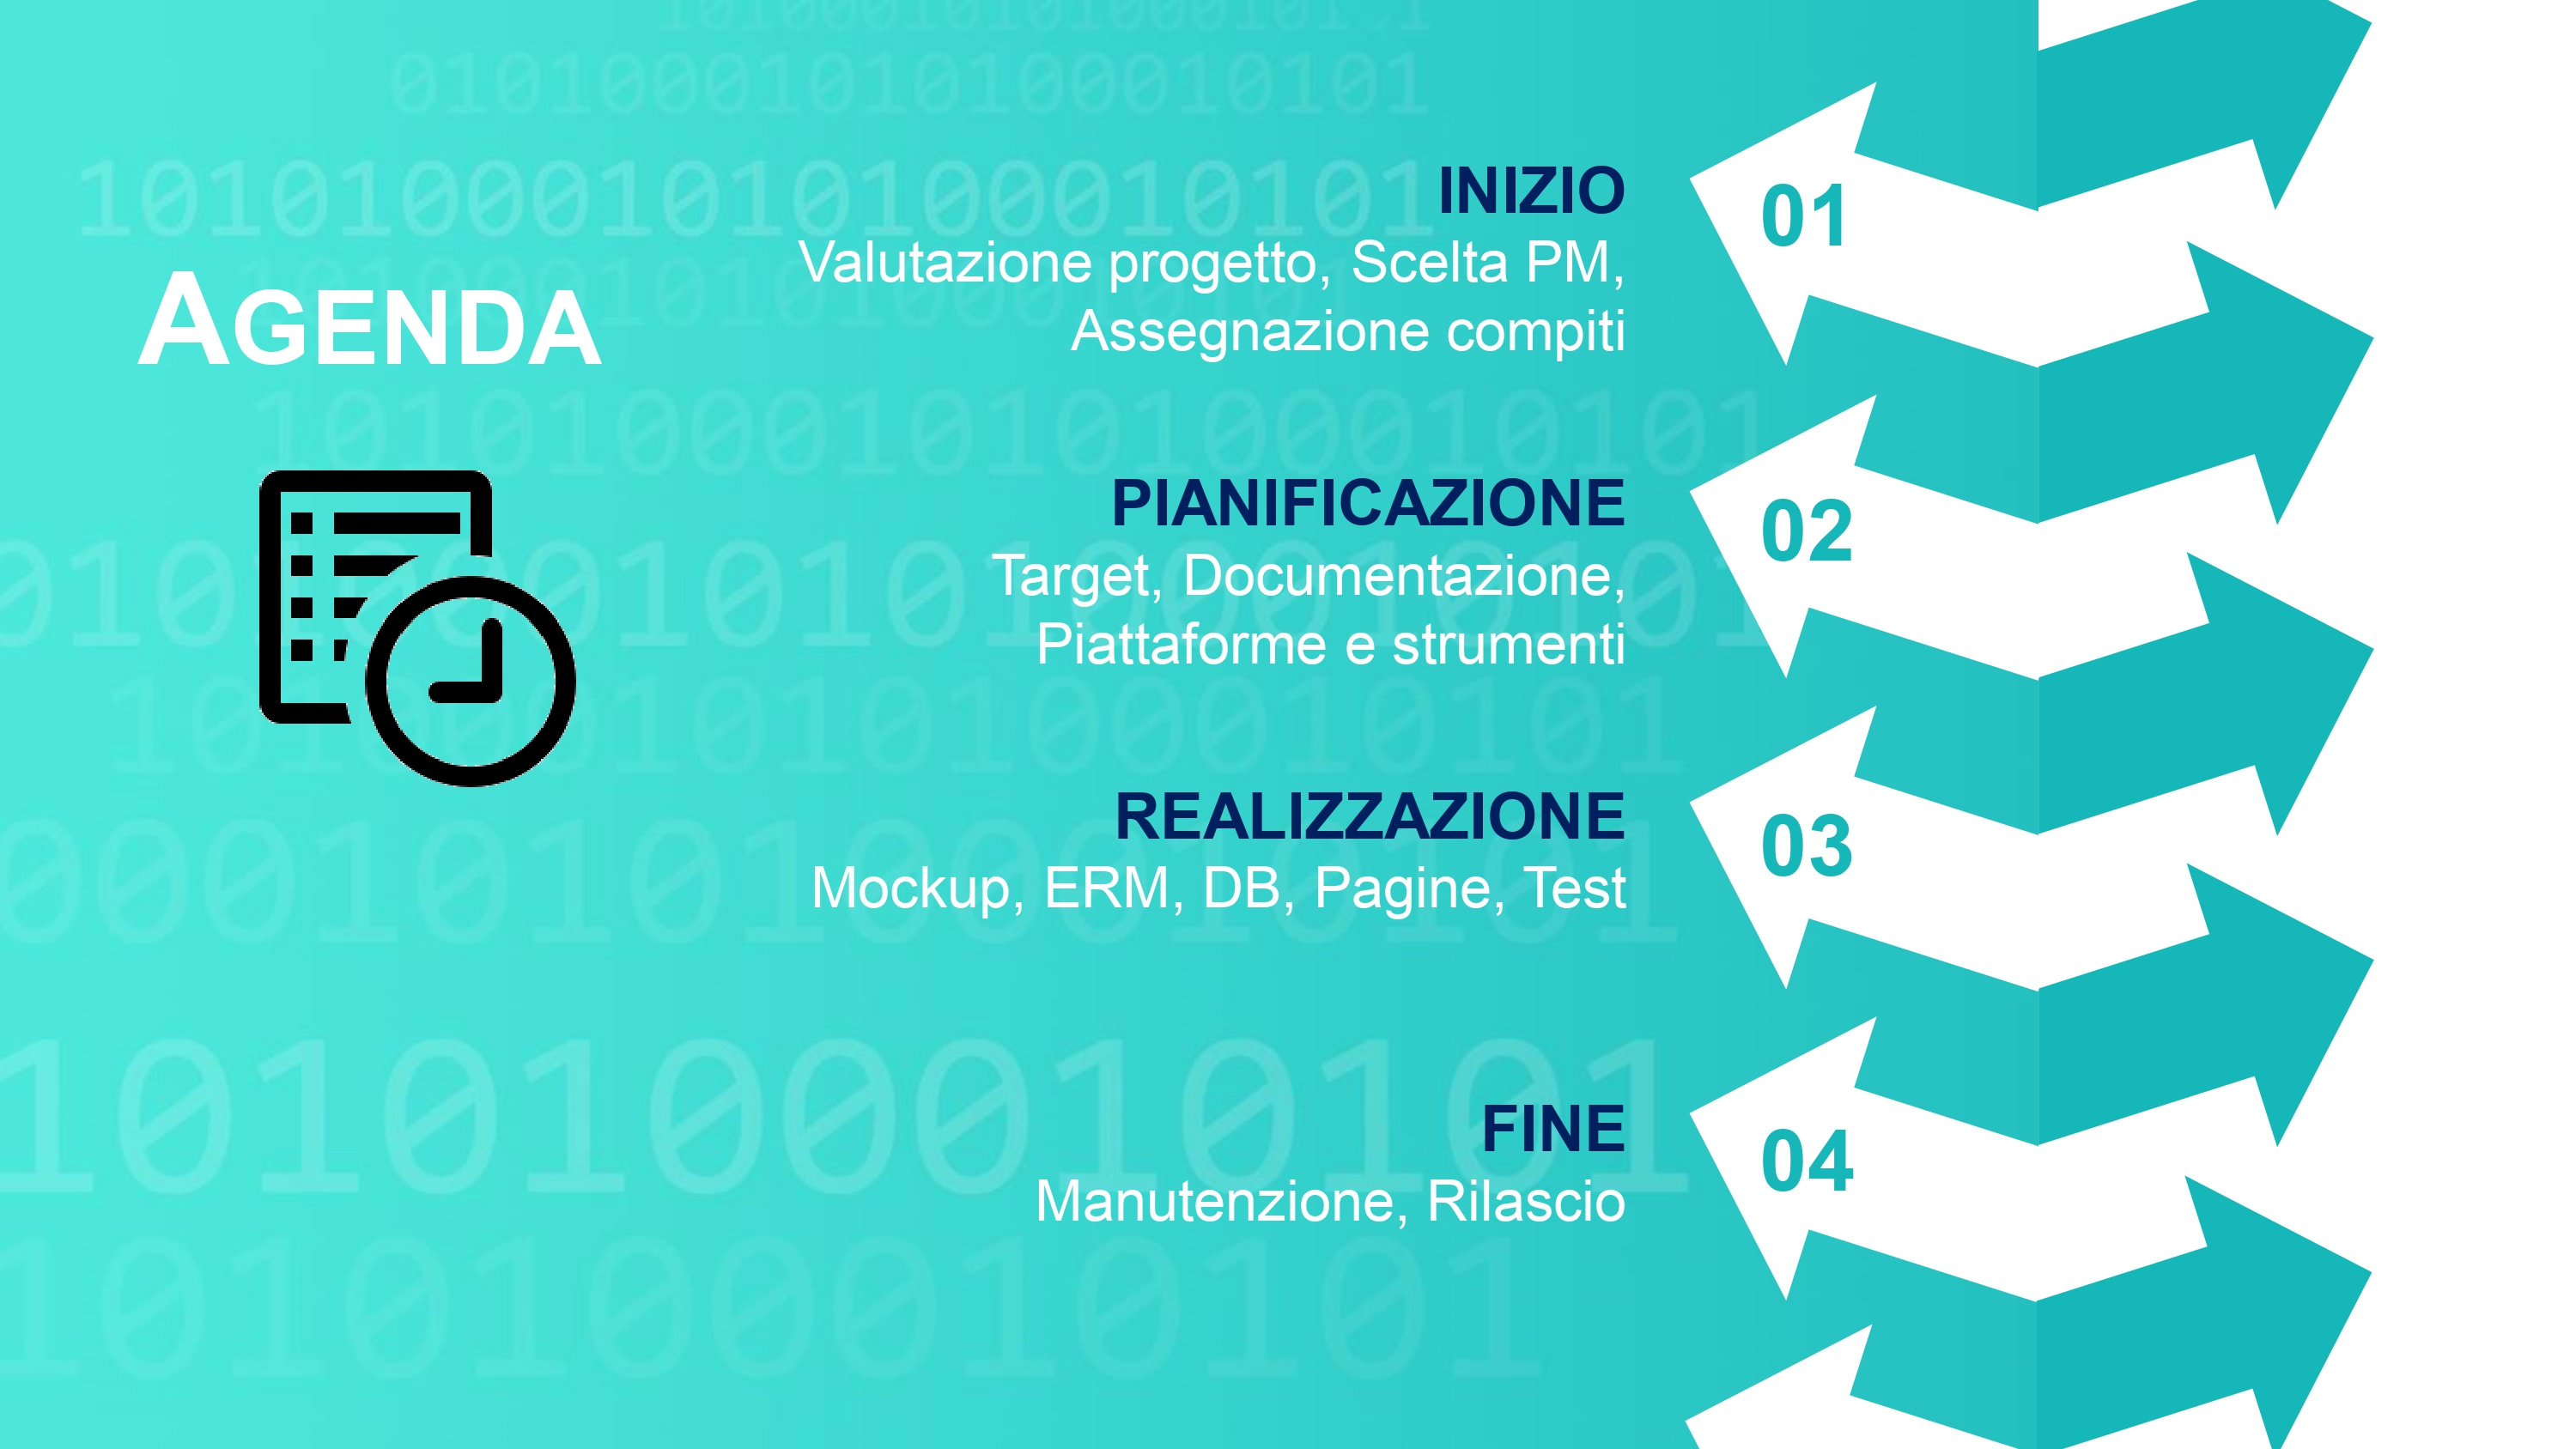 AGENDA
INIZIO
Valutazione progetto, Scelta PM,
Assegnazione compiti
01
PIANIFICAZIONE
Target, Documentazione,
Piattaforme e strumenti
02
REALIZZAZIONE
Mockup, ERM, DB, Pagine, Test
03
FINE
Manutenzione, Rilascio
04